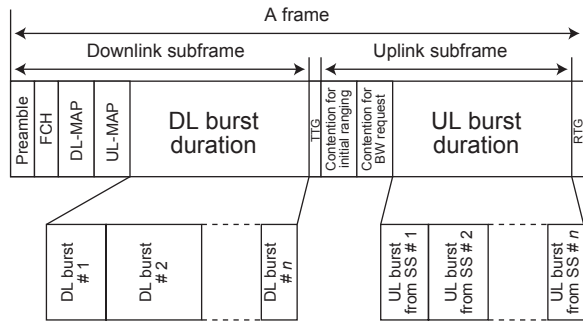 A frame
Downlink subframe
Uplink subframe
Preamble
FCH
DL-MAP
UL-MAP
DL burst
duration
TTG
Contention for
initial ranging
Contention for
BW request
UL burst
duration
RTG
DL burst
# 1
DL burst
# 2
DL burst
# n
UL burst
from SS # 1
UL burst
from SS # 2
UL burst
from SS # n